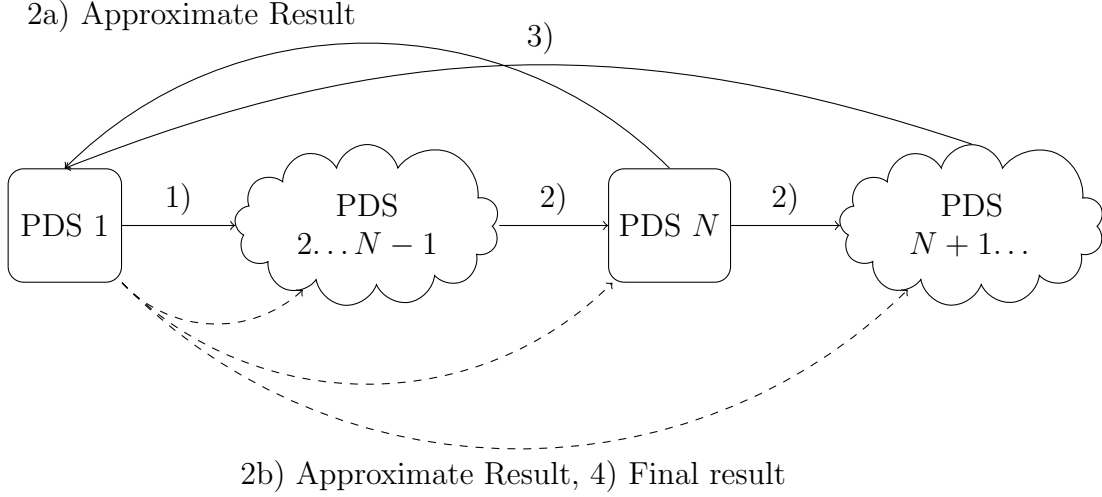 2a) Approximate Result
3)
PDS 1
1)
PDS
2…N − 1
2)
PDS N
2)
PDS
N + 1…
2b) Approximate Result, 4) Final result